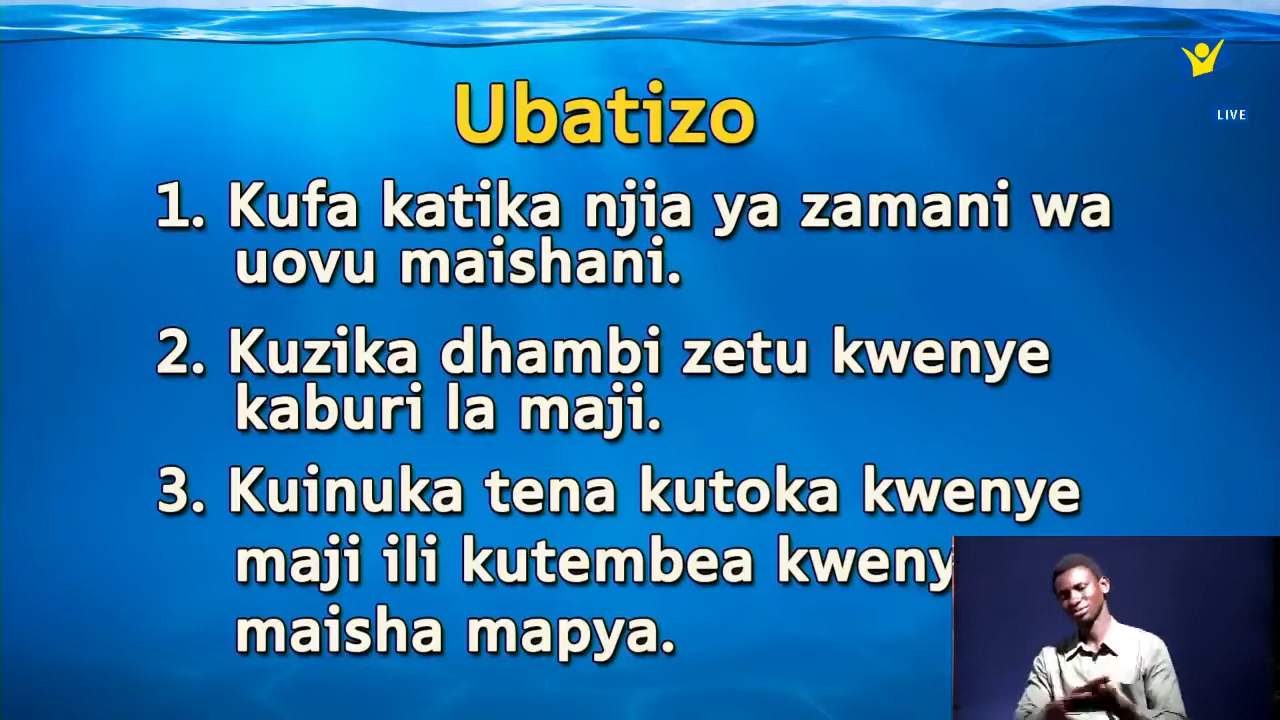 LIVE
Ubatizo
1. Kufa katika njia ya zamani wa
uovu maishani.
2. Kuzika dhambi zetu kwenye
kaburi la maji.
3. Kuinuka tena kutoka kwenye
maji ili kutembea kweny
maisha mapya.